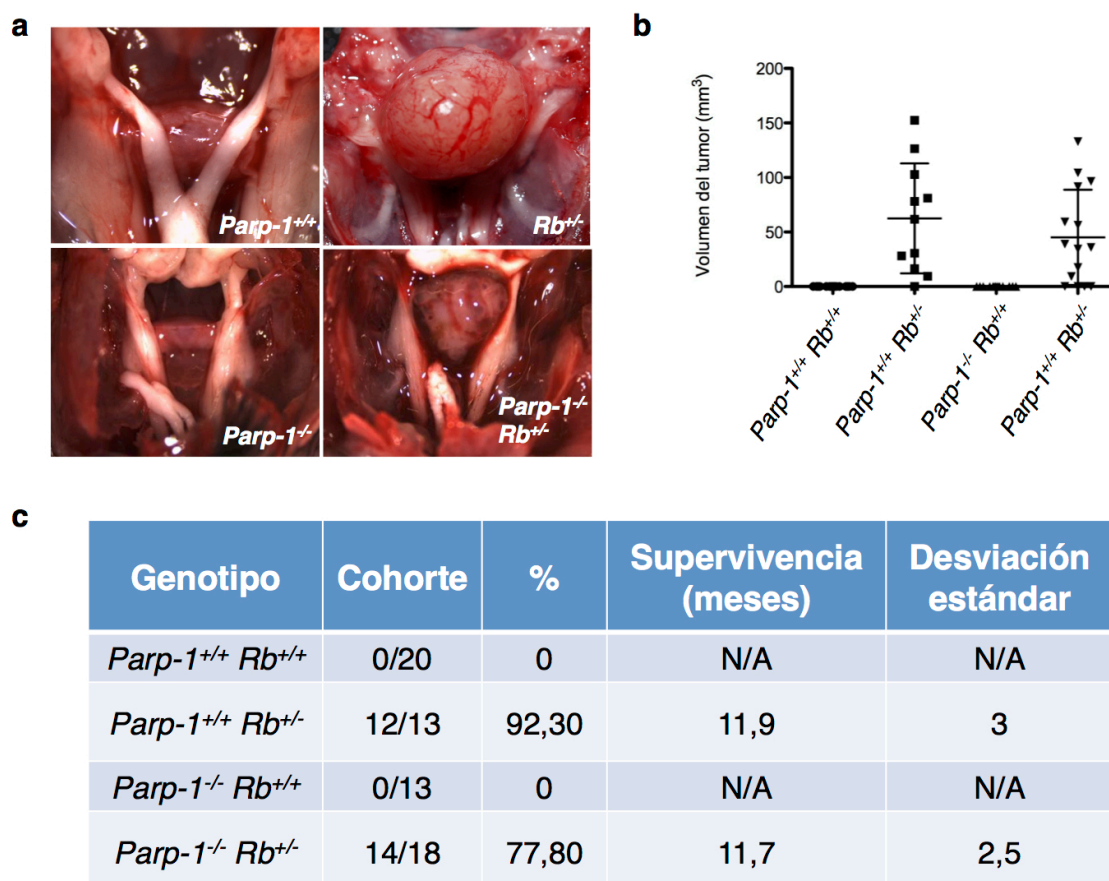 a
Parp-1+/+
Rb+/-
Parp-1-/-
Parp-1-/-
Rb+/-
b
Volumen del tumor (mm3)
200
150
100
50
0
Parp-1+/+ Rb+/+
Parp-1+/+ Rb+/-
Parp-1-/- Rb+/+
Parp-1+/+ Rb+/-
c
Genotipo Cohorte % Supervivencia (meses) Desviación estándar
Parp-1+/+ Rb+/+ 0/20 0 N/A N/A
Parp-1+/+ Rb+/- 12/13 92,30 11,9 3
Parp-1-/- Rb+/+ 0/13 0 N/A N/A
Parp-1-/- Rb+/- 14/18 77,80 11,7 2,5